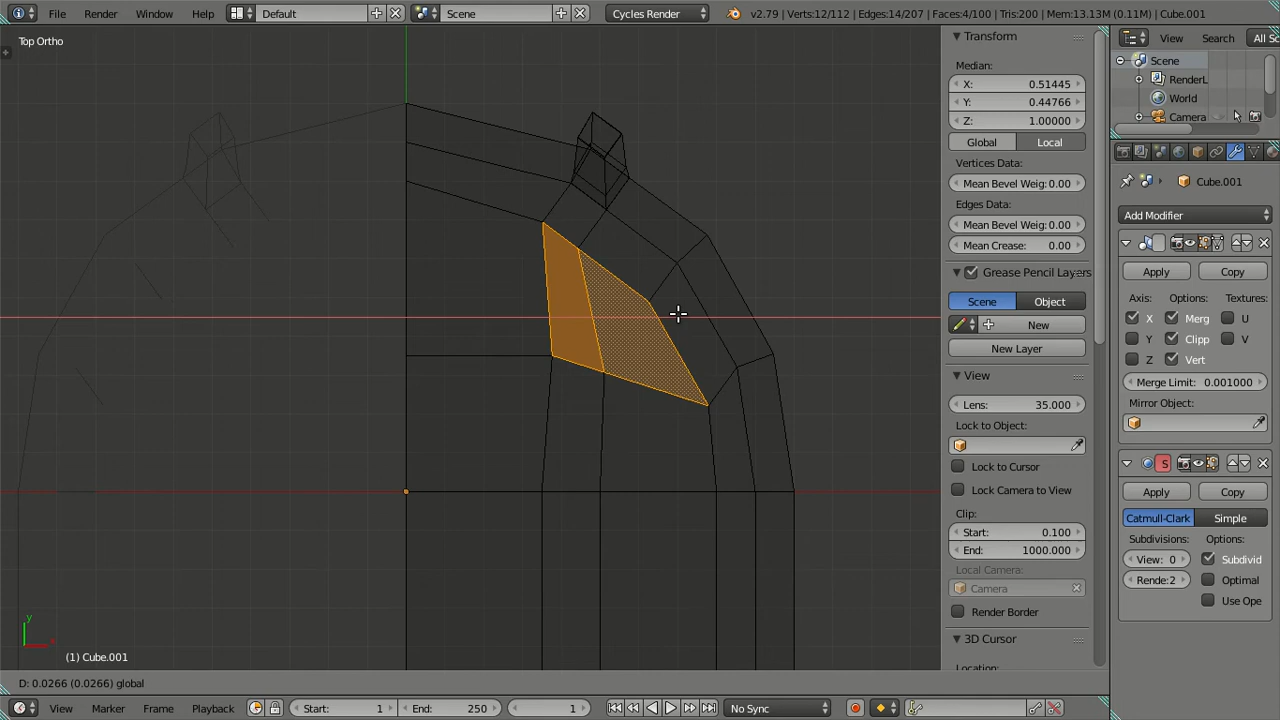 File Render Window Help Default Scene Cycles Render v2.79 | Verts:12/112 | Edges:14/207 | Faces:4/100 | Tris:200 | Mem:13.13M (0.11M) | Cube.001
Top Ortho
Transform
Median:
X: 0.51445
Y: 0.44766
Z: 1.00000
Global Local
Vertices Data:
Mean Bevel Weig: 0.00
Edges Data:
Mean Bevel Weig: 0.00
Mean Crease: 0.00
Grease Pencil Layers
Scene Object
New
New Layer
View
Lens: 35.000
Lock to Object:
Lock to Cursor
Lock Camera to View
Clip:
Start: 0.100
End: 1000.000
Local Camera:
Camera
Render Border
3D Cursor
Location:
View Search All Sc
Scene
RenderL
World
Camera
Cube.001
Add Modifier
Apply Copy
Axis: Options: Textures:
X Merg U
Y Clipp V
Z Vert
Merge Limit: 0.001000
Mirror Object:
S
Apply Copy
Catmull-Clark Simple
Subdivisions: Options:
View: 0 Subdivid
Rende: 2 Optimal
Use Ope
y
x
(1) Cube.001
D: 0.0266 (0.0266) global
View Marker Frame Playback Start: 1 End: 250 1 No Sync